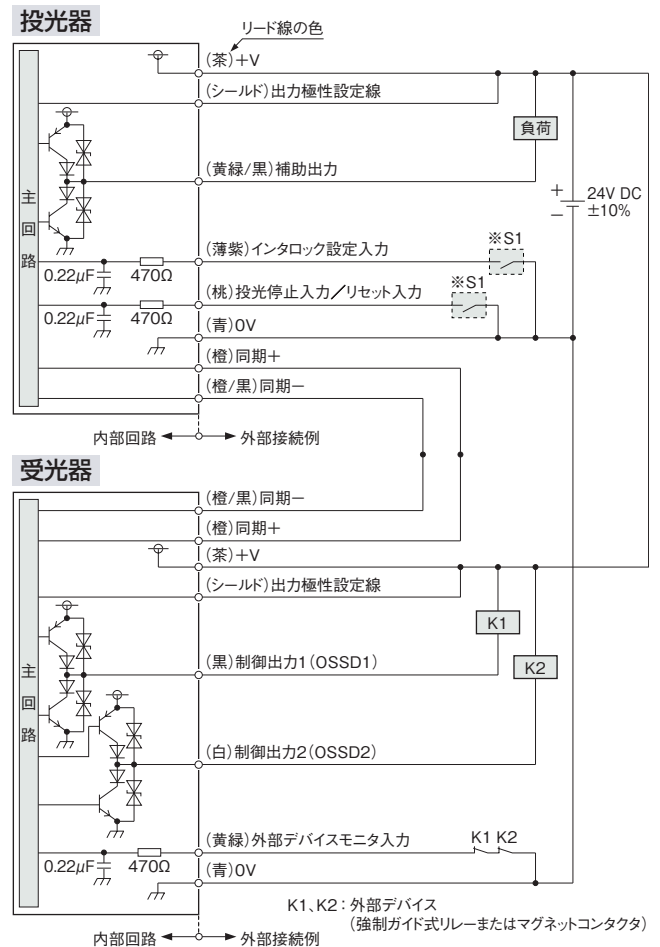 投光器
リード線の色
(茶)+V
(シールド)出力極性設定線
負荷
(黄緑/黒)補助出力
+
−
24V DC
±10%
主回路
(薄紫)インタロック設定入力
※S1
0.22μF
470Ω
(桃)投光停止入力/リセット入力
※S1
0.22μF
470Ω
(青)0V
(橙)同期+
(橙/黒)同期−
内部回路
外部接続例
受光器
(橙/黒)同期−
(橙)同期+
(茶)+V
(シールド)出力極性設定線
K1
K2
(黒)制御出力1(OSSD1)
主回路
(白)制御出力2(OSSD2)
(黄緑)外部デバイスモニタ入力
K1 K2
0.22μF
470Ω
(青)0V
K1、K2:外部デバイス
(強制ガイド式リレーまたはマグネットコンタクタ)
内部回路
外部接続例